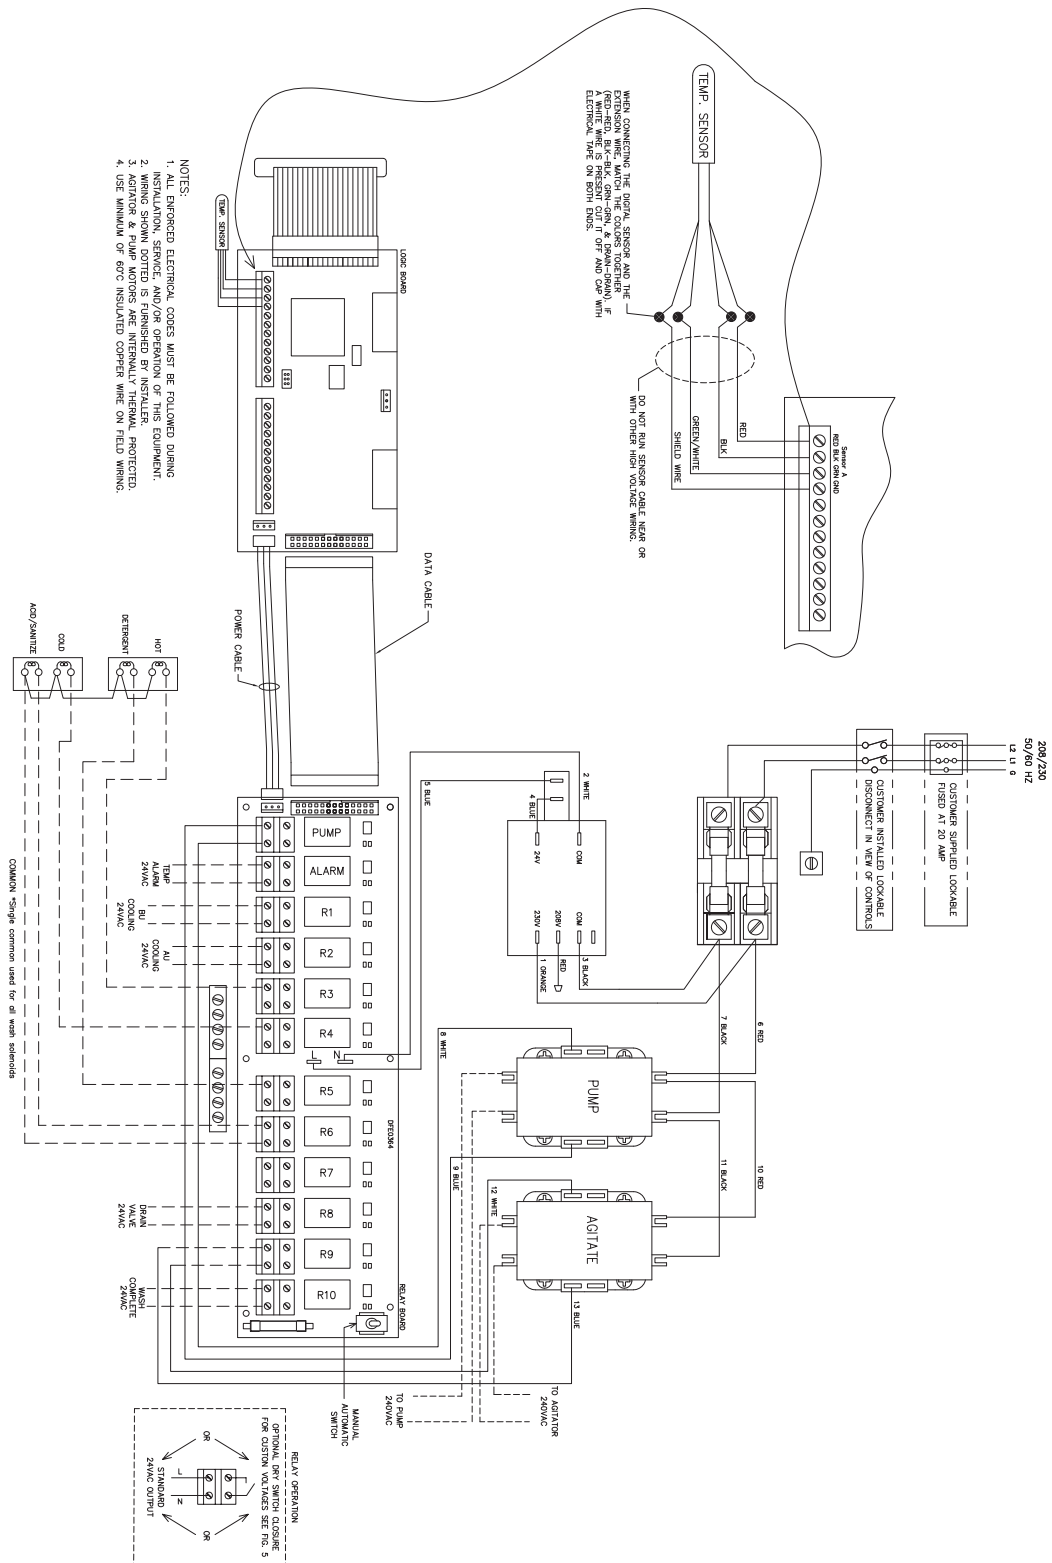 TEMP. SENSOR
WHEN CONNECTING THE DIGITAL SENSOR AND THE
EXTENSION WIRE, MATCH THE COLORS TOGETHER
(RED-RED, BLK-BLK, GRN-GRN, & DRAIN-DRAIN). IF
A WHITE WIRE IS PRESENT CUT IT OFF AND CAP WITH
ELECTRICAL TAPE ON BOTH ENDS.
RED
BLK
GREEN/WHITE
SHIELD WIRE
DO NOT RUN SENSOR CABLE NEAR OR
WITH OTHER HIGH VOLTAGE WIRING.
Sensor A
RED BLK GRN GND
208/230
50/60 HZ
L2 L1 G
CUSTOMER SUPPLIED LOCKABLE
FUSED AT 20 AMP
CUSTOMER INSTALLED LOCKABLE
DISCONNECT IN VIEW OF CONTROLS
LOGIC BOARD
TEMP. SENSOR
NOTES:
1. ALL ENFORCED ELECTRICAL CODES MUST BE FOLLOWED DURING
INSTALLATION, SERVICE, AND/OR OPERATION OF THIS EQUIPMENT.
2. WIRING SHOWN DOTTED IS FURNISHED BY INSTALLER.
3. AGITATOR & PUMP MOTORS ARE INTERNALLY THERMAL PROTECTED.
4. USE MINIMUM OF 60°C INSULATED COPPER WIRE ON FIELD WIRING.
DATA CABLE
POWER CABLE
HOT
DETERGENT
COLD
ACID/SANITIZE
COMMON *Single common used for all wash solenoids
2 WHITE
4 BLUE
5 BLUE
COM
24V
COM
208V
230V
3 BLACK
RED
1 ORANGE
6 RED
7 BLACK
8 WHITE
9 BLUE
10 RED
11 BLACK
12 WHITE
13 BLUE
PUMP
AGITATE
TO AGITATOR
240VAC
TO PUMP
240VAC
PUMP
ALARM
R1
R2
R3
R4
L N
R5
R6
R7
R8
R9
R10
DFE0364
RELAY BOARD
TEMP
ALARM
24VAC
BU
COOLING
24VAC
AU
COOLING
24VAC
DRAIN
VALVE
24VAC
WASH
COMPLETE
24VAC
MANUAL
AUTOMATIC
SWITCH
RELAY OPERATION
OPTIONAL DRY SWITCH CLOSURE
FOR CUSTON VOLTAGES SEE FIG. 5
OR
OR
L
N
STANDARD
24VAC OUTPUT